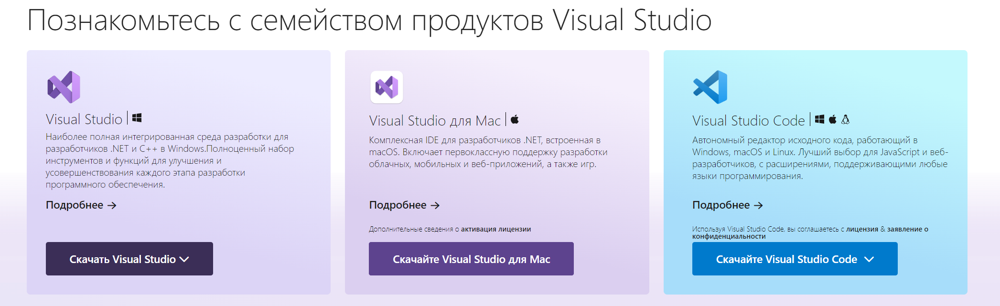 Познакомьтесь с семейством продуктов Visual Studio
Visual Studio
Наиболее полная интегрированная среда разработки для
разработчиков .NET и C++ в Windows.Полноценный набор
инструментов и функций для улучшения и
усовершенствования каждого этапа разработки
программного обеспечения.
Подробнее →
Скачать Visual Studio
Visual Studio для Mac
Комплексная IDE для разработчиков .NET, встроенная в
macOS. Включает первоклассную поддержку разработки
облачных, мобильных и веб-приложений, а также игр.
Подробнее →
Дополнительные сведения о активация лицензии
Скачайте Visual Studio для Mac
Visual Studio Code
Автономный редактор исходного кода, работающий в
Windows, macOS и Linux. Лучший выбор для JavaScript и веб-
разработчиков, с расширениями, поддерживающими любые
языки программирования.
Подробнее →
Используя Visual Studio Code, вы соглашаетесь с лицензия & заявление о
конфиденциальности
Скачайте Visual Studio Code